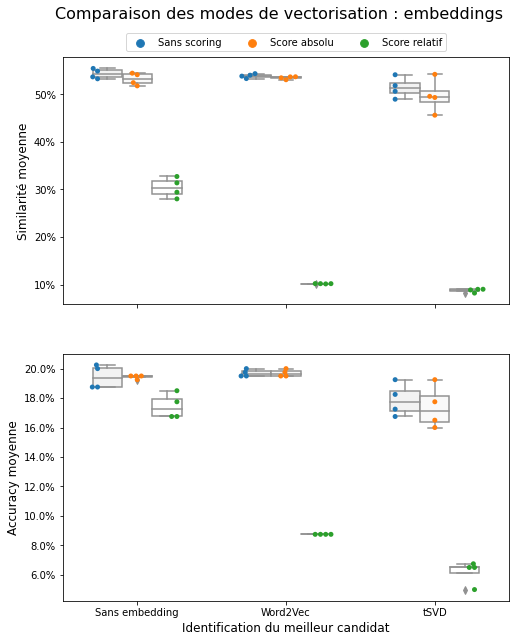 Comparaison des modes de vectorisation : embeddings
Sans scoring Score absolu Score relatif
Similarité moyenne
50%
40%
30%
20%
10%
Accuracy moyenne
20.0%
18.0%
16.0%
14.0%
12.0%
10.0%
8.0%
6.0%
Sans embedding Word2Vec tSVD
Identification du meilleur candidat